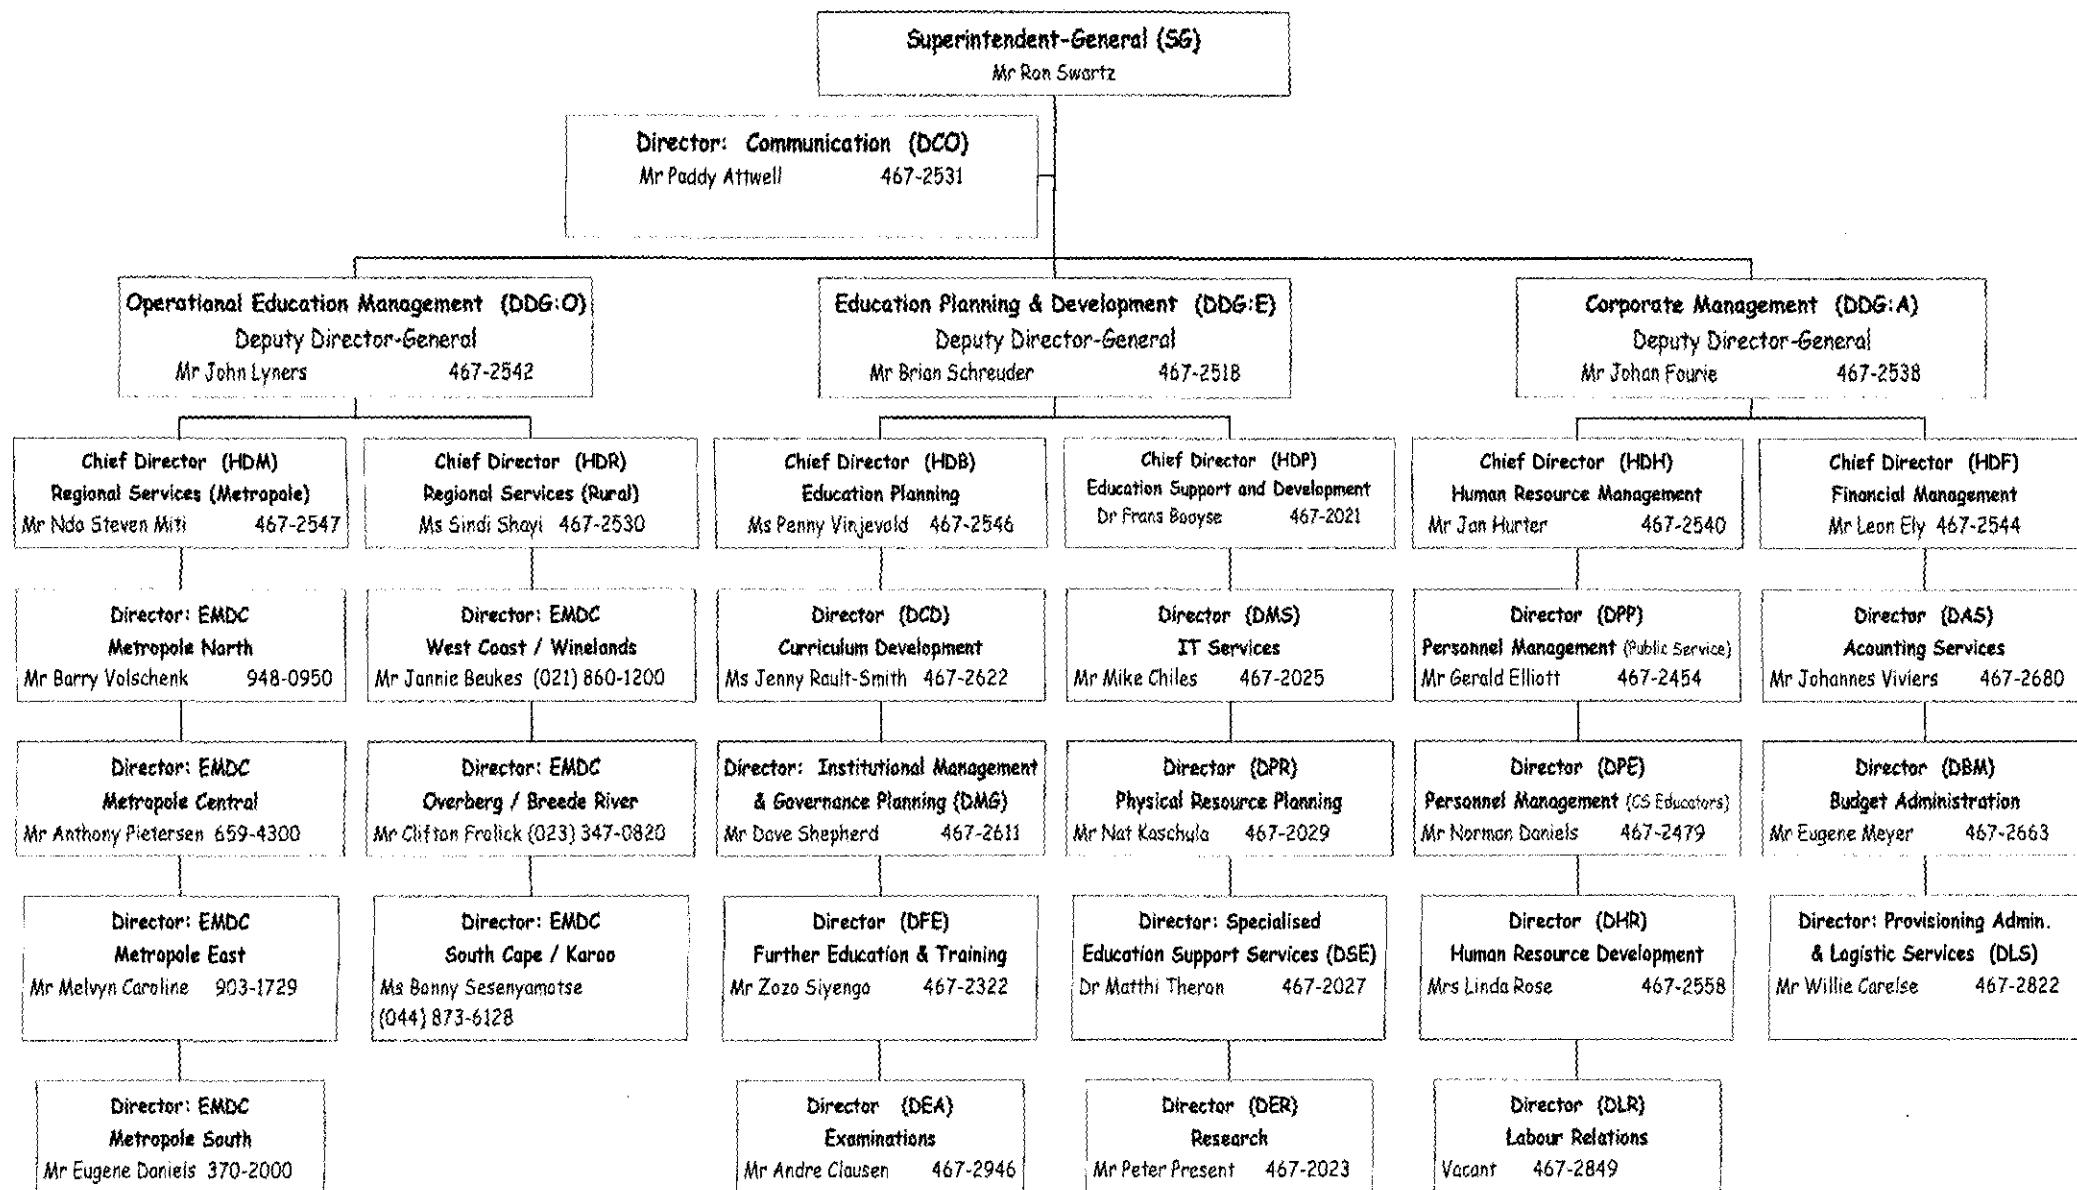 Superintendent-General (SG)
Mr Ron Swartz
Director: Communication (DCO)
Mr Paddy Attwell 467-2531
Operational Education Management (DDG:O)
Deputy Director-General
Mr John Lyners 467-2542
Education Planning & Development (DDG:E)
Deputy Director-General
Mr Brian Schreuder 467-2518
Corporate Management (DDG:A)
Deputy Director-General
Mr Johan Fourie 467-2538
Chief Director (HDM)
Regional Services (Metropole)
Mr Nda Steven Miti 467-2547
Chief Director (HDR)
Regional Services (Rural)
Ms Sindi Shayi 467-2530
Chief Director (HDB)
Education Planning
Ms Penny Vinjevold 467-2546
Chief Director (HDP)
Education Support and Development
Dr Frans Booyse 467-2021
Chief Director (HDH)
Human Resource Management
Mr Jan Hurter 467-2540
Chief Director (HDF)
Financial Management
Mr Leon Ely 467-2544
Director: EMDC
Metropole North
Mr Barry Volschenk 948-0950
Director: EMDC
West Coast / Winelands
Mr Jannie Beukes (021) 860-1200
Director (DCD)
Curriculum Development
Ms Jenny Rault-Smith 467-2622
Director (DMS)
IT Services
Mr Mike Chiles 467-2025
Director (DPP)
Personnel Management (Public Service)
Mr Gerald Elliott 467-2454
Director (DAS)
Acounting Services
Mr Johannes Viviers 467-2680
Director: EMDC
Metropole Central
Mr Anthony Pietersen 659-4300
Director: EMDC
Overberg / Breede River
Mr Clifton Frolick (023) 347-0820
Director: Institutional Management
& Governance Planning (DMG)
Mr Dave Shepherd 467-2611
Director (DPR)
Physical Resource Planning
Mr Nat Kaschula 467-2029
Director (DPE)
Personnel Management (CS Educators)
Mr Norman Daniels 467-2479
Director (DBM)
Budget Administration
Mr Eugene Meyer 467-2663
Director: EMDC
Metropole East
Mr Melvyn Caroline 903-1729
Director: EMDC
South Cape / Karoo
Ms Bonny Sesenyamotse
(044) 873-6128
Director (DFE)
Further Education & Training
Mr Zozo Siyengo 467-2322
Director: Specialised
Education Support Services (DSE)
Dr Matthi Theron 467-2027
Director (DHR)
Human Resource Development
Mrs Linda Rose 467-2558
Director: Provisioning Admin.
& Logistic Services (DLS)
Mr Willie Carelse 467-2822
Director: EMDC
Metropole South
Mr Eugene Daniels 370-2000
Director (DEA)
Examinations
Mr Andre Clausen 467-2946
Director (DER)
Research
Mr Peter Present 467-2023
Director (DLR)
Labour Relations
Vacant 467-2849